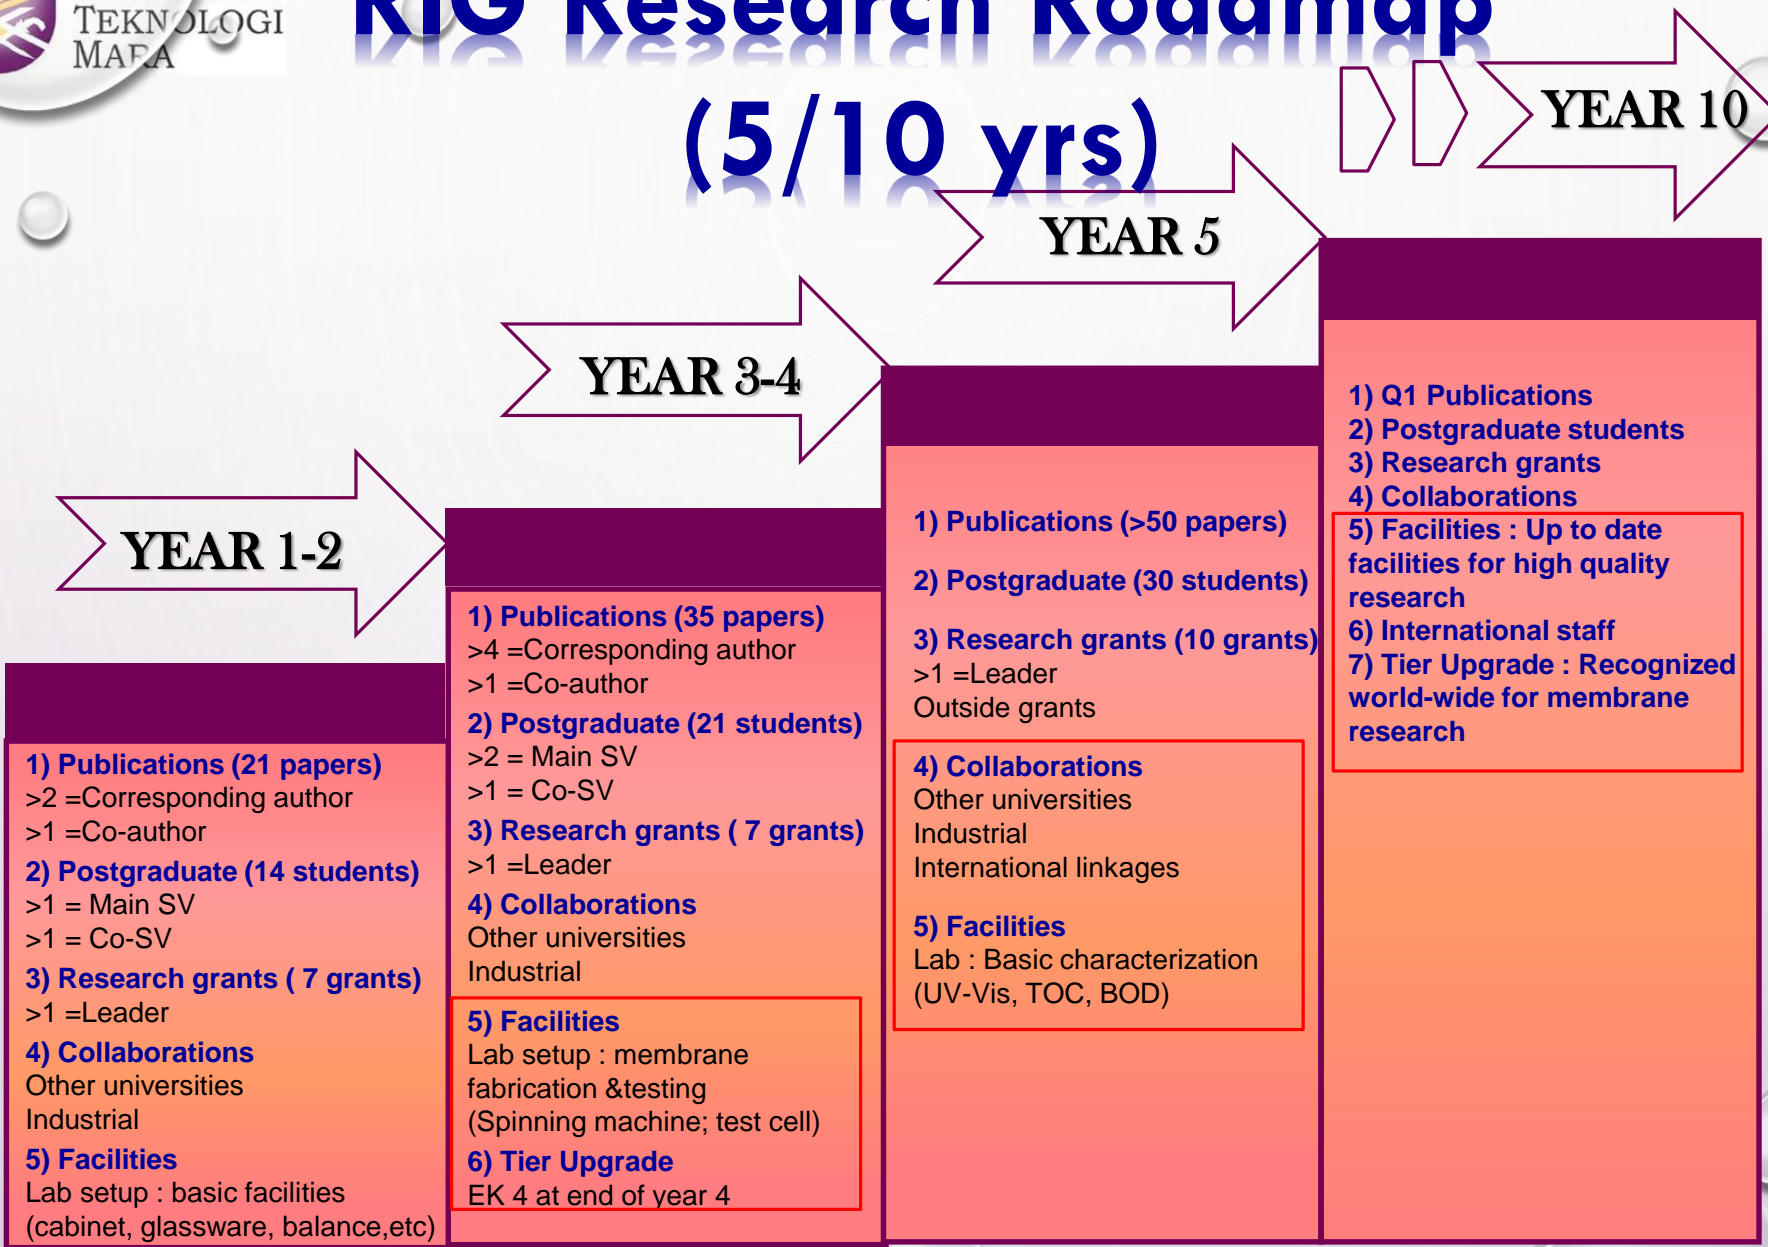 TEKNOLOGI
MARA
RIG Research Roadmap
(5/10 yrs)
YEAR 10
YEAR 5
YEAR 3-4
YEAR 1-2
1) Publications (21 papers)
>2 =Corresponding author
>1 =Co-author
2) Postgraduate (14 students)
>1 = Main SV
>1 = Co-SV
3) Research grants ( 7 grants)
>1 =Leader
4) Collaborations
Other universities
Industrial
5) Facilities
Lab setup : basic facilities
(cabinet, glassware, balance,etc)
1) Publications (35 papers)
>4 =Corresponding author
>1 =Co-author
2) Postgraduate (21 students)
>2 = Main SV
>1 = Co-SV
3) Research grants ( 7 grants)
>1 =Leader
4) Collaborations
Other universities
Industrial
5) Facilities
Lab setup : membrane
fabrication &testing
(Spinning machine; test cell)
6) Tier Upgrade
EK 4 at end of year 4
1) Publications (>50 papers)
2) Postgraduate (30 students)
3) Research grants (10 grants)
>1 =Leader
Outside grants
4) Collaborations
Other universities
Industrial
International linkages
5) Facilities
Lab : Basic characterization
(UV-Vis, TOC, BOD)
1) Q1 Publications
2) Postgraduate students
3) Research grants
4) Collaborations
5) Facilities : Up to date
facilities for high quality
research
6) International staff
7) Tier Upgrade : Recognized
world-wide for membrane
research